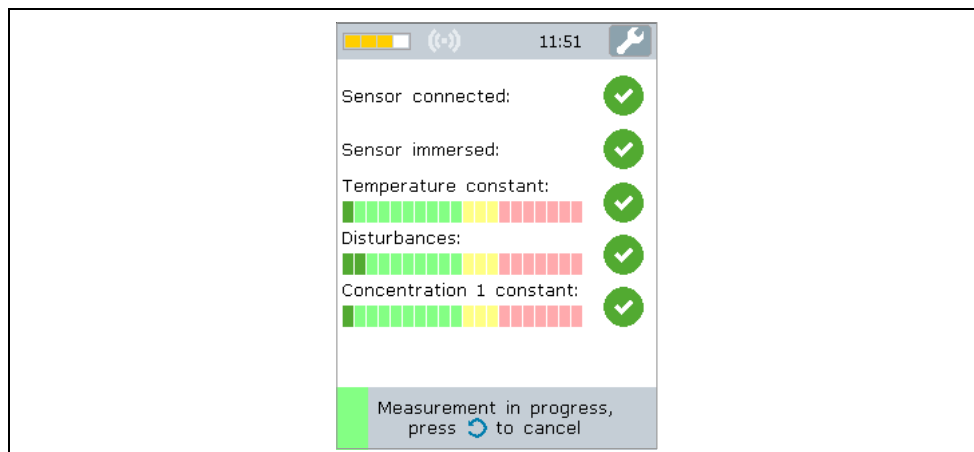 11:51
Sensor connected:
Sensor immersed:
Temperature constant:
Disturbances:
Concentration 1 constant:
Measurement in progress,
press to cancel